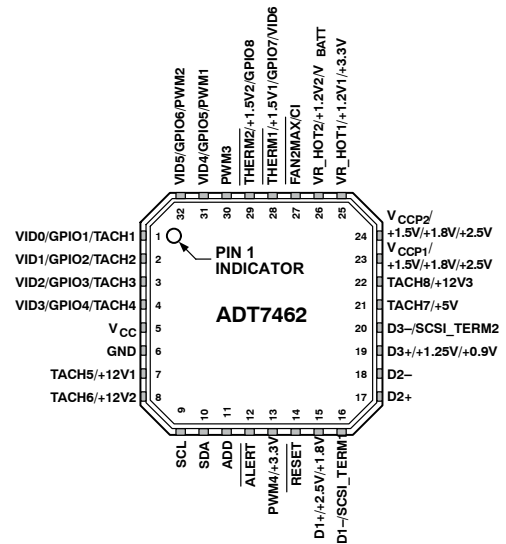 VID5/GPIO6/PWM2
VID4/GPIO5/PWM1
PWM3
THERM2/+1.5V2/GPIO8
THERM1/+1.5V1/GPIO7/VID6
FAN2MAX/CI
VR_HOT2/+1.2V2/VBATT
VR_HOT1/+1.2V1/+3.3V
32 31 30 29 28 27 26 25
VID0/GPIO1/TACH1 1
VID1/GPIO2/TACH2 2
VID2/GPIO3/TACH3 3
VID3/GPIO4/TACH4 4
VCC 5
GND 6
TACH5/+12V1 7
TACH6/+12V2 8
PIN 1
INDICATOR
ADT7462
24 VCCP2/
+1.5V/+1.8V/+2.5V
23 VCCP1/
+1.5V/+1.8V/+2.5V
22 TACH8/+12V3
21 TACH7/+5V
20 D3–/SCSI_TERM2
19 D3+/+1.25V/+0.9V
18 D2–
17 D2+
9 10 11 12 13 14 15 16
SCL
SDA
ADD
ALERT
PWM4/+3.3V
RESET
D1+/+2.5V/+1.8V
D1–/SCSI_TERM1